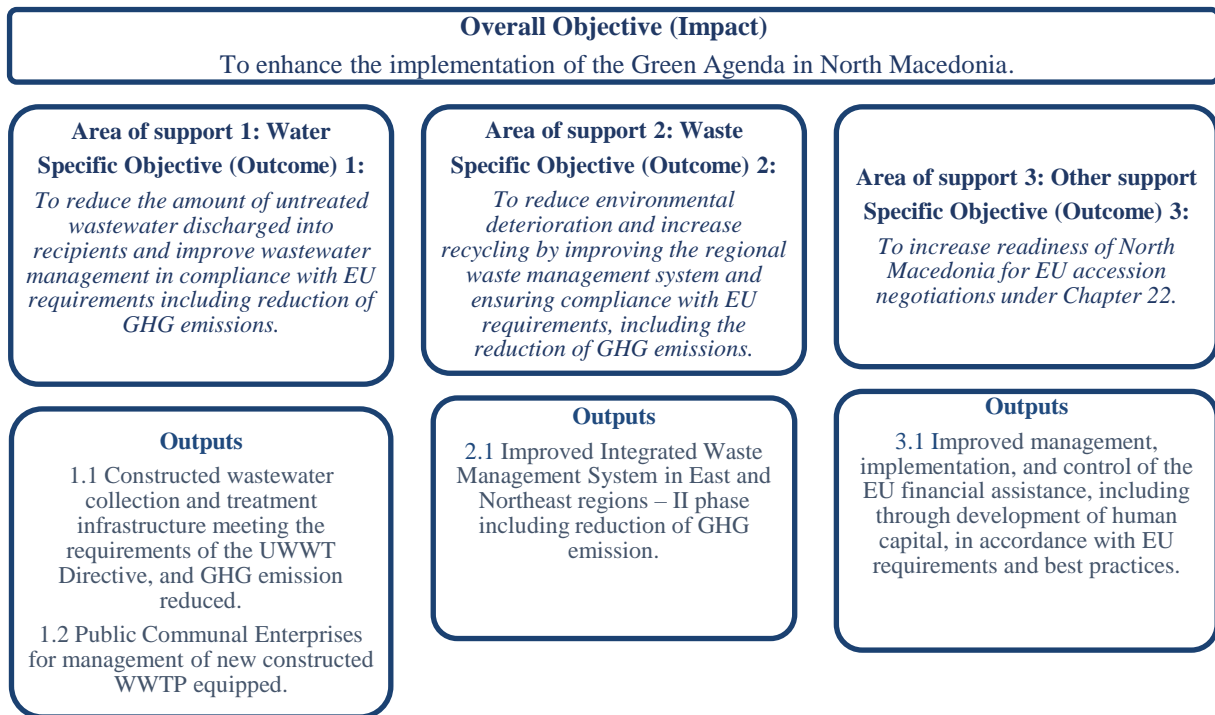 Overall Objective (Impact)
To enhance the implementation of the Green Agenda in North Macedonia.
Area of support 1: Water
Specific Objective (Outcome) 1:
To reduce the amount of untreated
wastewater discharged into
recipients and improve wastewater
management in compliance with EU
requirements including reduction of
GHG emissions.
Area of support 2: Waste
Specific Objective (Outcome) 2:
To reduce environmental
deterioration and increase
recycling by improving the regional
waste management system and
ensuring compliance with EU
requirements, including the
reduction of GHG emissions.
Area of support 3: Other support
Specific Objective (Outcome) 3:
To increase readiness of North
Macedonia for EU accession
negotiations under Chapter 22.
Outputs
1.1 Constructed wastewater
collection and treatment
infrastructure meeting the
requirements of the UWWT
Directive, and GHG emission
reduced.
1.2 Public Communal Enterprises
for management of new constructed
WWTP equipped.
Outputs
2.1 Improved Integrated Waste
Management System in East and
Northeast regions – II phase
including reduction of GHG
emission.
Outputs
3.1 Improved management,
implementation, and control of the
EU financial assistance, including
through development of human
capital, in accordance with EU
requirements and best practices.